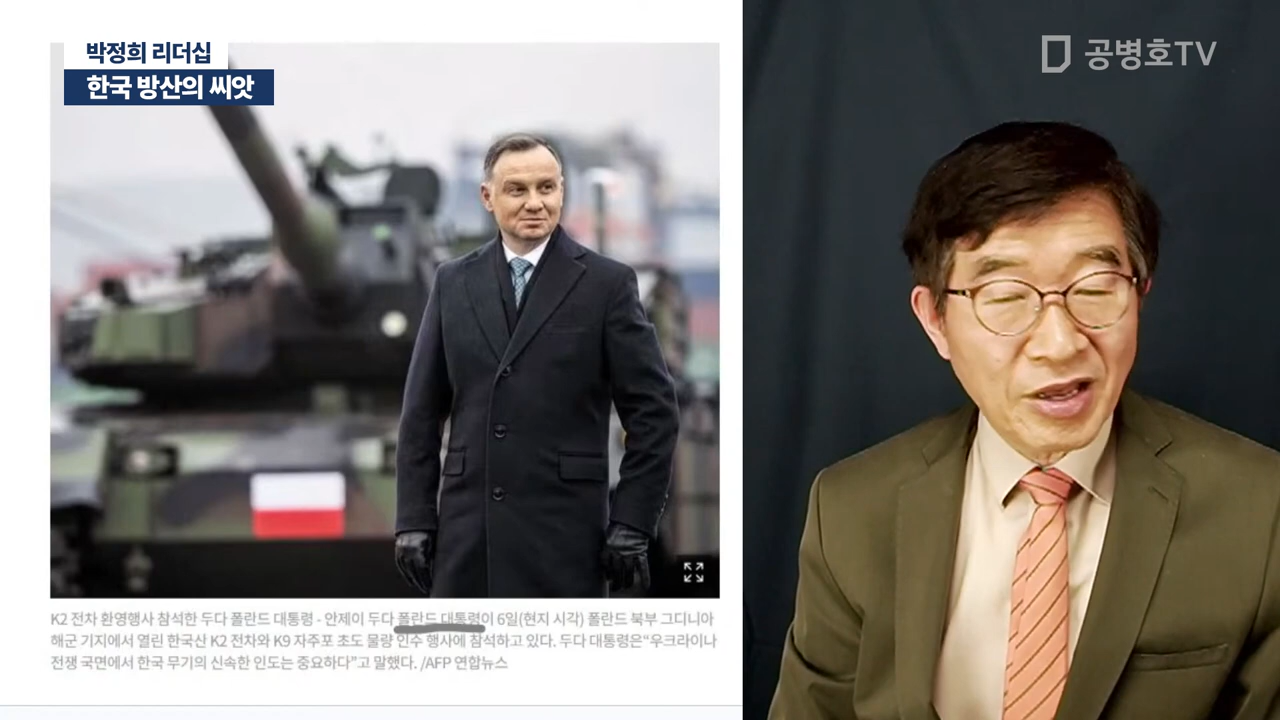 박정희 리더십
한국 방산의 씨앗
공병호TV
K2 전차 환영행사 참석한 두다 폴란드 대통령 - 안제이 두다 폴란드 대통령이 6일(현지 시각) 폴란드 북부 그디니아
해군 기지에서 열린 한국산 K2 전차와 K9 자주포 초도 물량 인수 행사에 참석하고 있다. 두다 대통령은“우크라이나
전쟁 국면에서 한국 무기의 신속한 인도는 중요하다”고 말했다. /AFP 연합뉴스